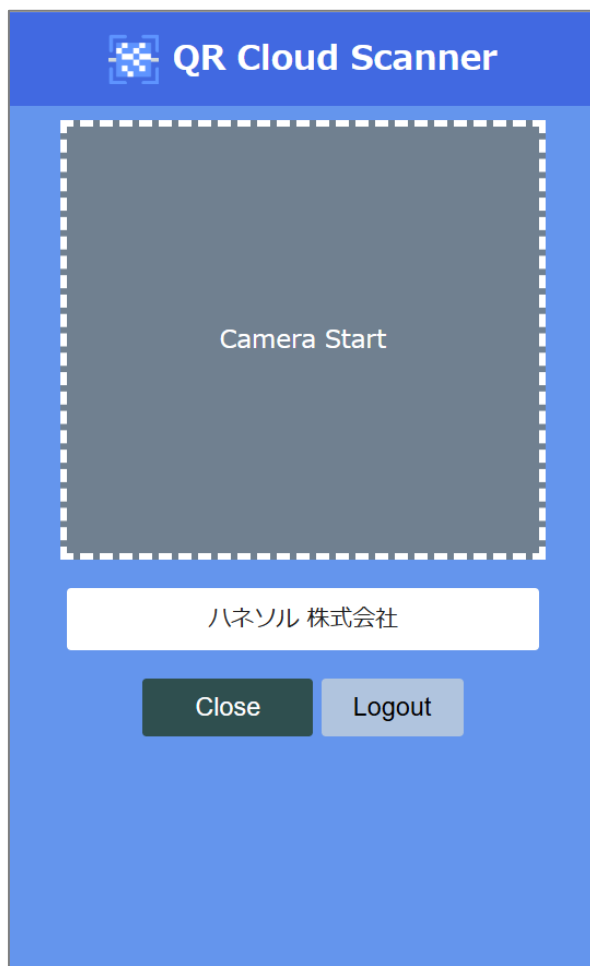 QR Cloud Scanner
Camera Start
ハネソル 株式会社
Close Logout